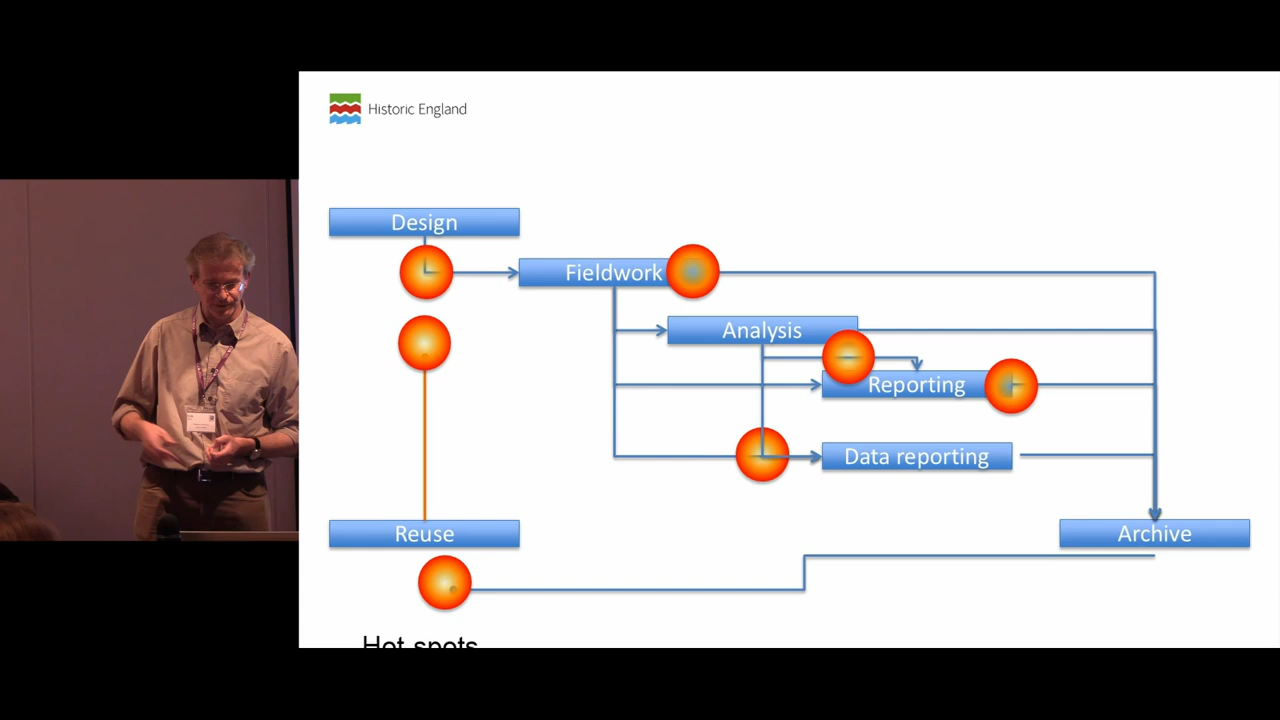 Historic England
Design
Fieldwork
Analysis
Reporting
Data reporting
Reuse
Archive
Hot spots